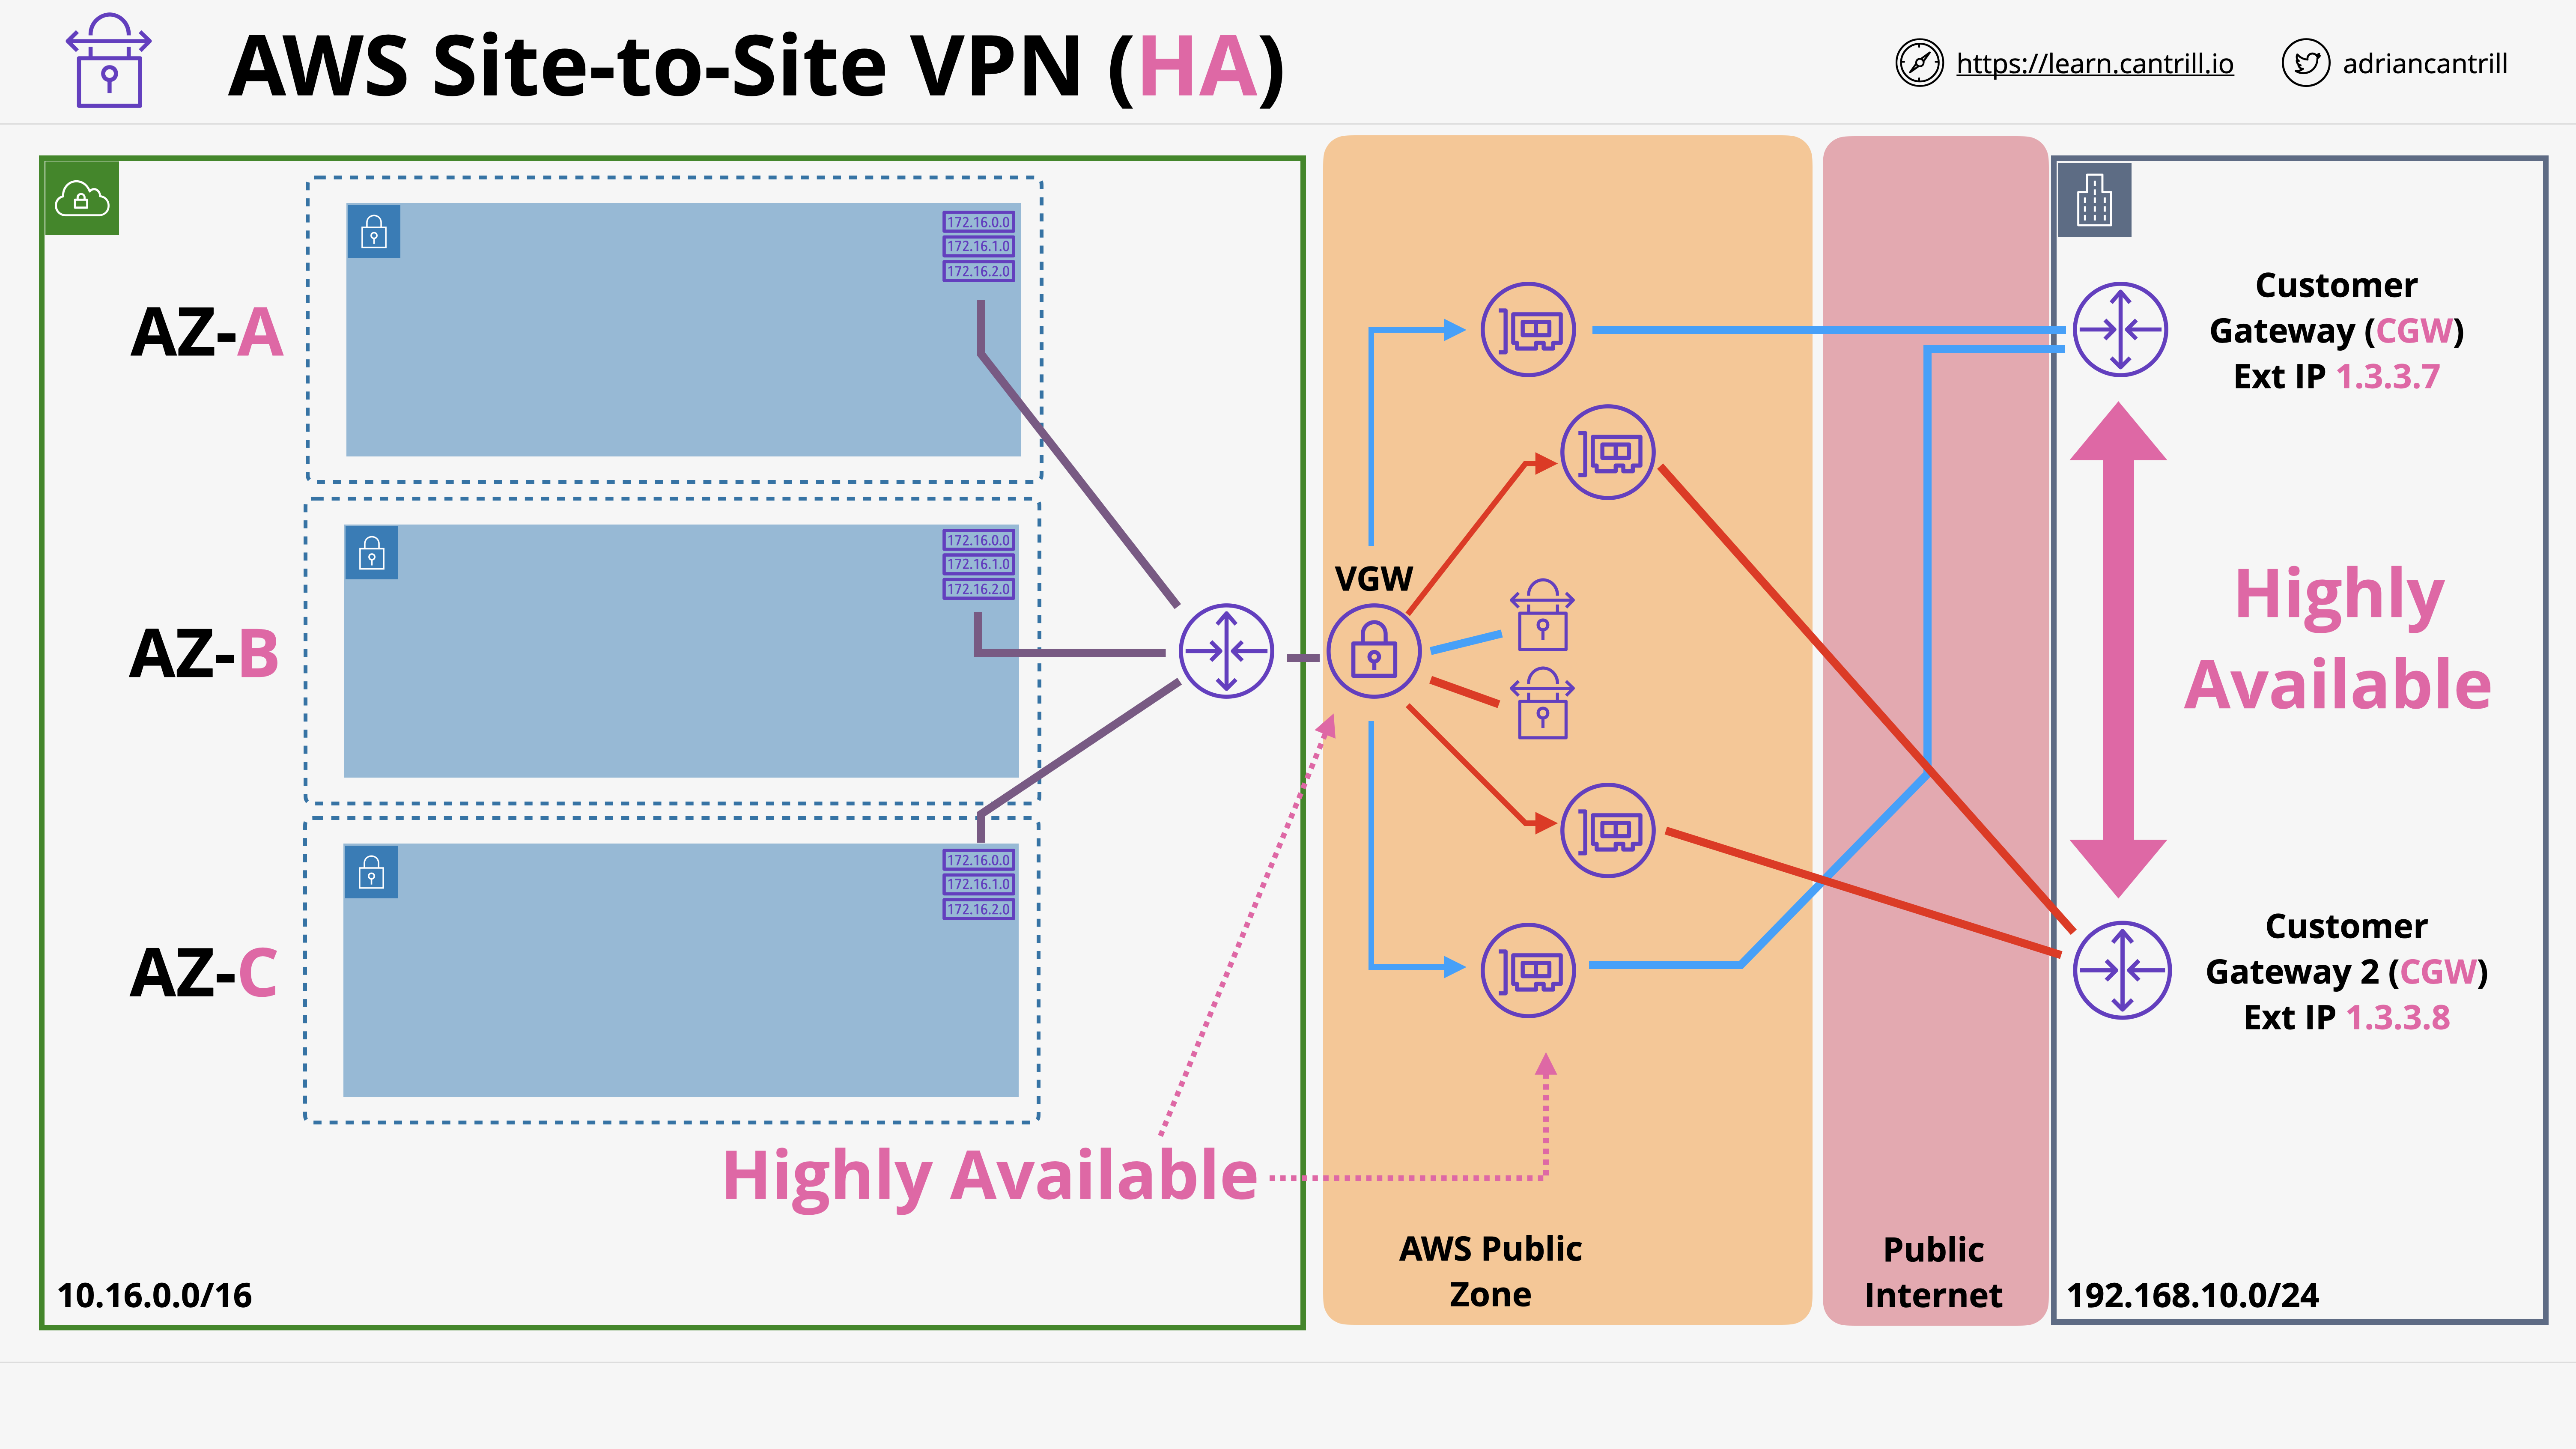 AWS Site-to-Site VPN (HA)
https://learn.cantrill.io
adriancantrill
AZ-A
172.16.0.0
172.16.1.0
172.16.2.0
AZ-B
172.16.0.0
172.16.1.0
172.16.2.0
AZ-C
172.16.0.0
172.16.1.0
172.16.2.0
Highly Available
10.16.0.0/16
VGW
AWS Public
Zone
Public
Internet
Customer
Gateway (CGW)
Ext IP 1.3.3.7
Highly
Available
Customer
Gateway 2 (CGW)
Ext IP 1.3.3.8
192.168.10.0/24